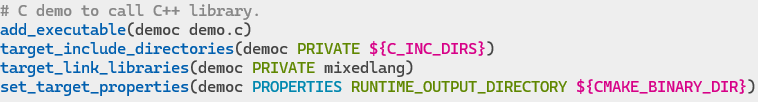 # C demo to call C++ library.
add_executable(democ demo.c)
target_include_directories(democ PRIVATE ${C_INC_DIRS})
target_link_libraries(democ PRIVATE mixedlang)
set_target_properties(democ PROPERTIES RUNTIME_OUTPUT_DIRECTORY ${CMAKE_BINARY_DIR})